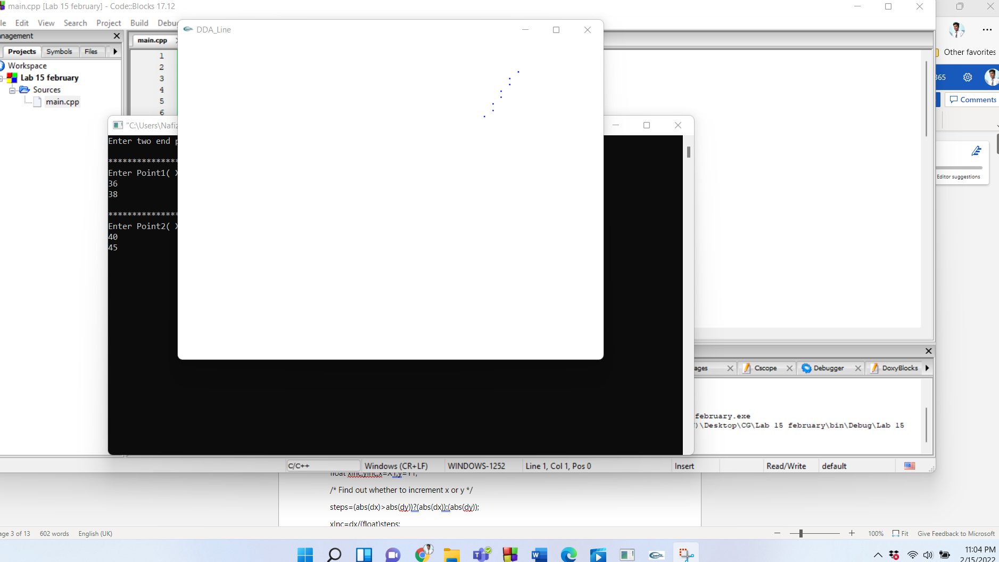 main.cpp [Lab 15 february] - Code::Blocks 17.12
le Edit View Search Project Build Debug
anagement
Projects Symbols Files
Workspace
Lab 15 february
Sources
main.cpp
main.cpp
1
2
3
4
5
6
DDA_Line
"C:\Users\Nafiz
Enter two end p
***************
Enter Point1( X
36
38
***************
Enter Point2( X
40
45
Other favorites
365
Comments
Editor suggestions
ages Cscope Debugger DoxyBlocks
february.exe
)\Desktop\CG\Lab 15 february\bin\Debug\Lab 15
C/C++ Windows (CR+LF) WINDOWS-1252 Line 1, Col 1, Pos 0 Insert Read/Write default
float xInc,yInc,x=X1,y=Y1;
/* Find out whether to increment x or y */
steps=(abs(dx)>abs(dy))?(abs(dx)):(abs(dy));
xInc=dx/(float)steps;
age 3 of 13 602 words English (UK) 100% Fit Give Feedback to Microsoft
11:04 PM
2/15/2022